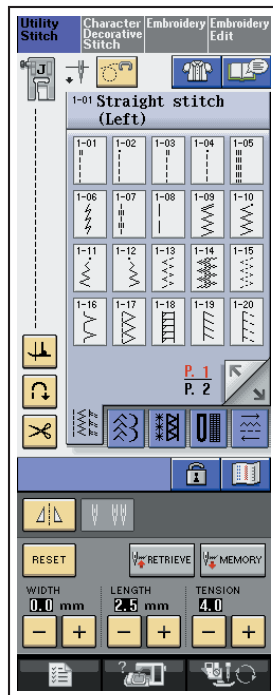 Utility Stitch
Character Decorative Stitch
Embroidery
Embroidery Edit
J
1-01 Straight stitch
(Left)
1-01 1-02 1-03 1-04 1-05
1-06 1-07 1-08 1-09 1-10
1-11 1-12 1-13 1-14 1-15
1-16 1-17 1-18 1-19 1-20
P. 1
P. 2
RESET
RETRIEVE
MEMORY
WIDTH LENGTH TENSION
0.0 mm 2.5 mm 4.0